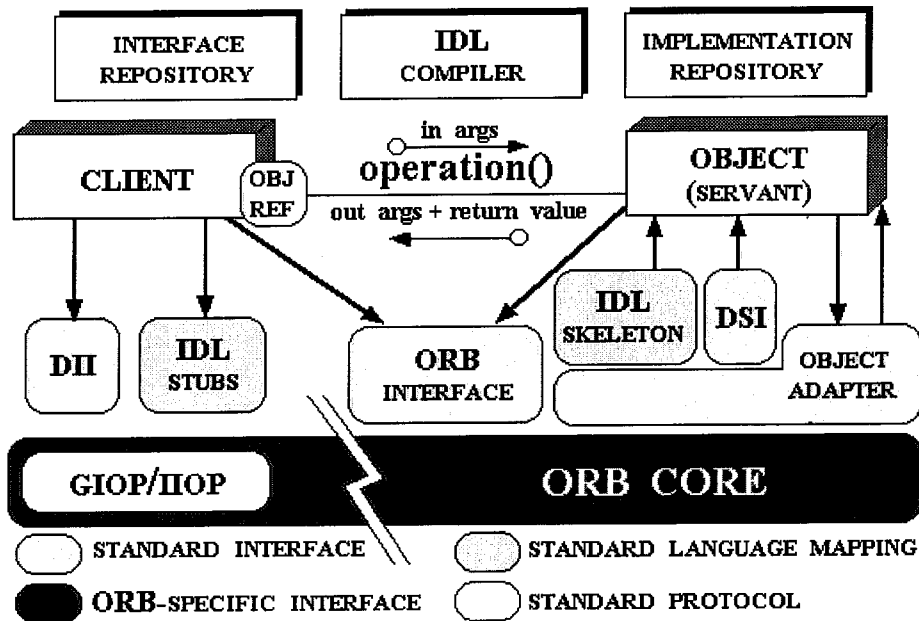 INTERFACE
REPOSITORY
IDL
COMPILER
IMPLEMENTATION
REPOSITORY
CLIENT
OBJ
REF
in args
operation()
out args + return value
OBJECT
(SERVANT)
DII
IDL
STUBS
ORB
INTERFACE
IDL
SKELETON
DSI
OBJECT
ADAPTER
GIOP/IIOP
ORB CORE
STANDARD INTERFACE
STANDARD LANGUAGE MAPPING
ORB-SPECIFIC INTERFACE
STANDARD PROTOCOL